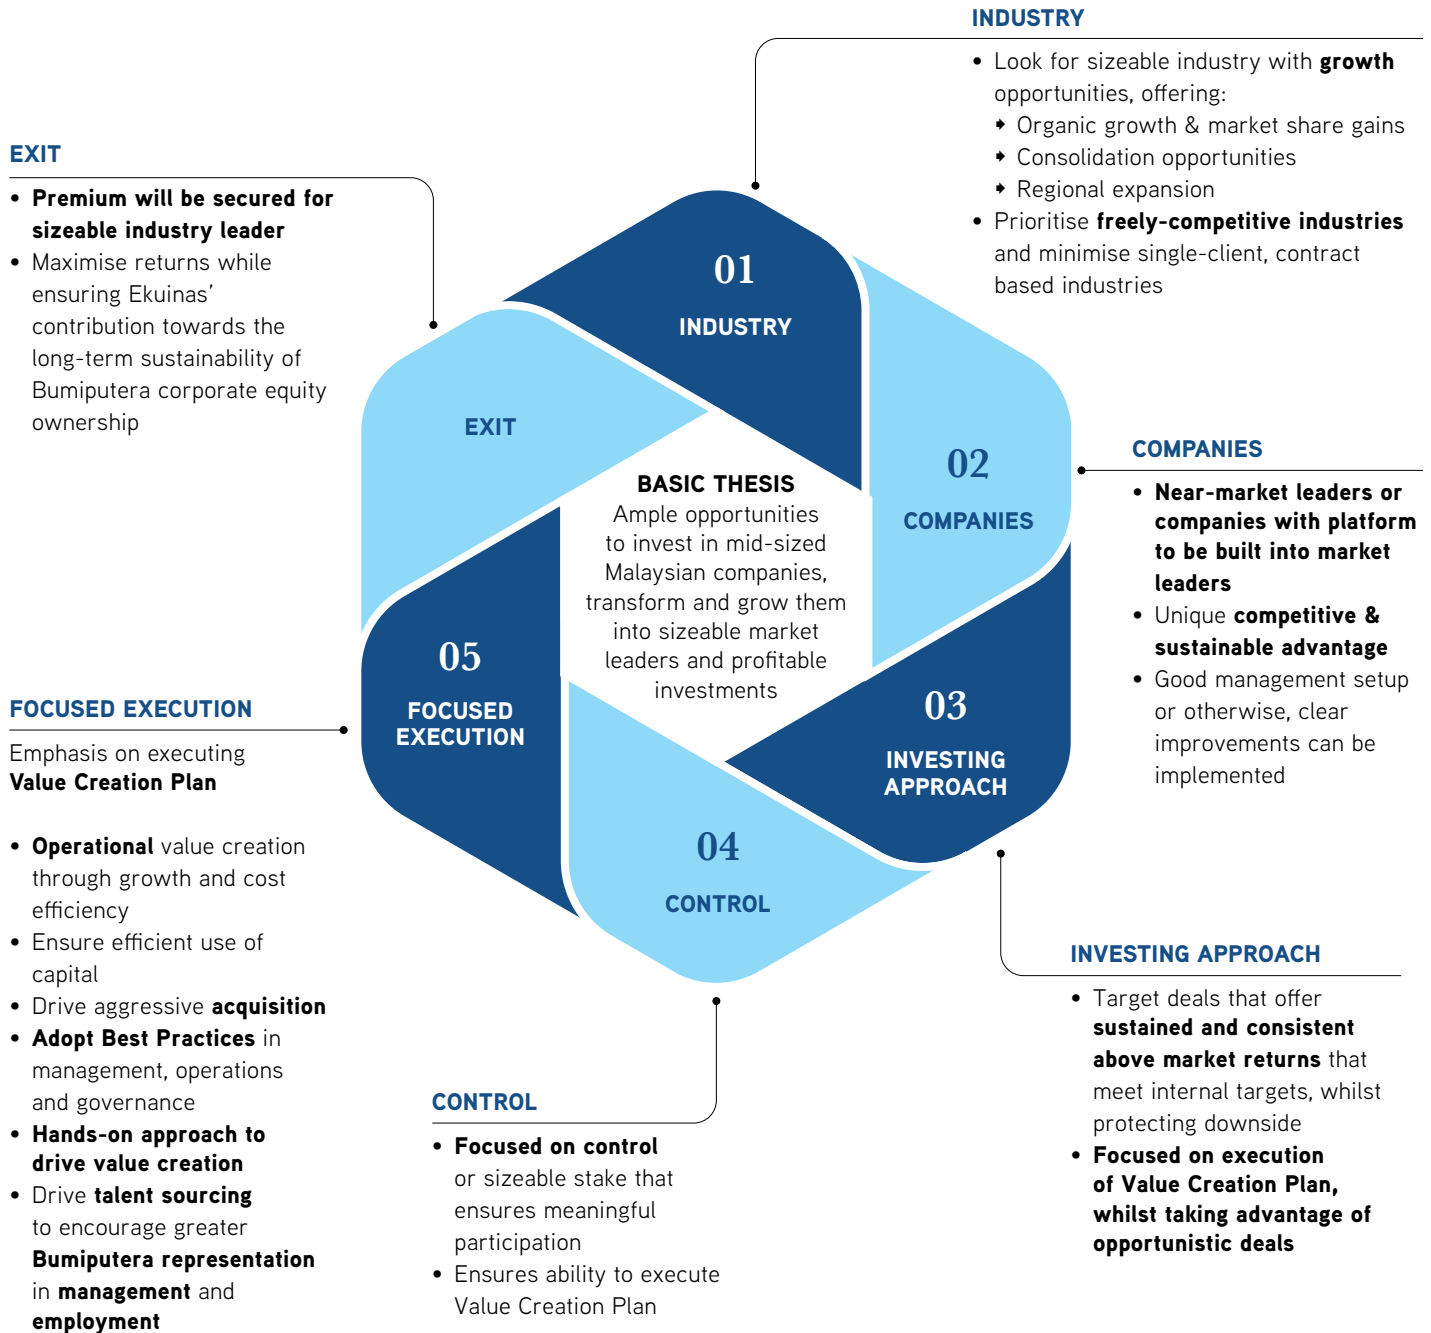 INDUSTRY
• Look for sizeable industry with growth
opportunities, offering:
➧ Organic growth & market share gains
➧ Consolidation opportunities
➧ Regional expansion
• Prioritise freely-competitive industries
and minimise single-client, contract
based industries
EXIT
• Premium will be secured for
sizeable industry leader
• Maximise returns while
ensuring Ekuinas’
contribution towards the
long-term sustainability of
Bumiputera corporate equity
ownership
01
INDUSTRY
EXIT
02
COMPANIES
BASIC THESIS
Ample opportunities
to invest in mid-sized
Malaysian companies,
transform and grow them
into sizeable market
leaders and profitable
investments
05
FOCUSED
EXECUTION
03
INVESTING
APPROACH
04
CONTROL
COMPANIES
• Near-market leaders or
companies with platform
to be built into market
leaders
• Unique competitive &
sustainable advantage
• Good management setup
or otherwise, clear
improvements can be
implemented
FOCUSED EXECUTION
Emphasis on executing
Value Creation Plan
• Operational value creation
through growth and cost
efficiency
• Ensure efficient use of
capital
• Drive aggressive acquisition
• Adopt Best Practices in
management, operations
and governance
• Hands-on approach to
drive value creation
• Drive talent sourcing
to encourage greater
Bumiputera representation
in management and
employment
CONTROL
• Focused on control
or sizeable stake that
ensures meaningful
participation
• Ensures ability to execute
Value Creation Plan
INVESTING APPROACH
• Target deals that offer
sustained and consistent
above market returns that
meet internal targets, whilst
protecting downside
• Focused on execution
of Value Creation Plan,
whilst taking advantage of
opportunistic deals